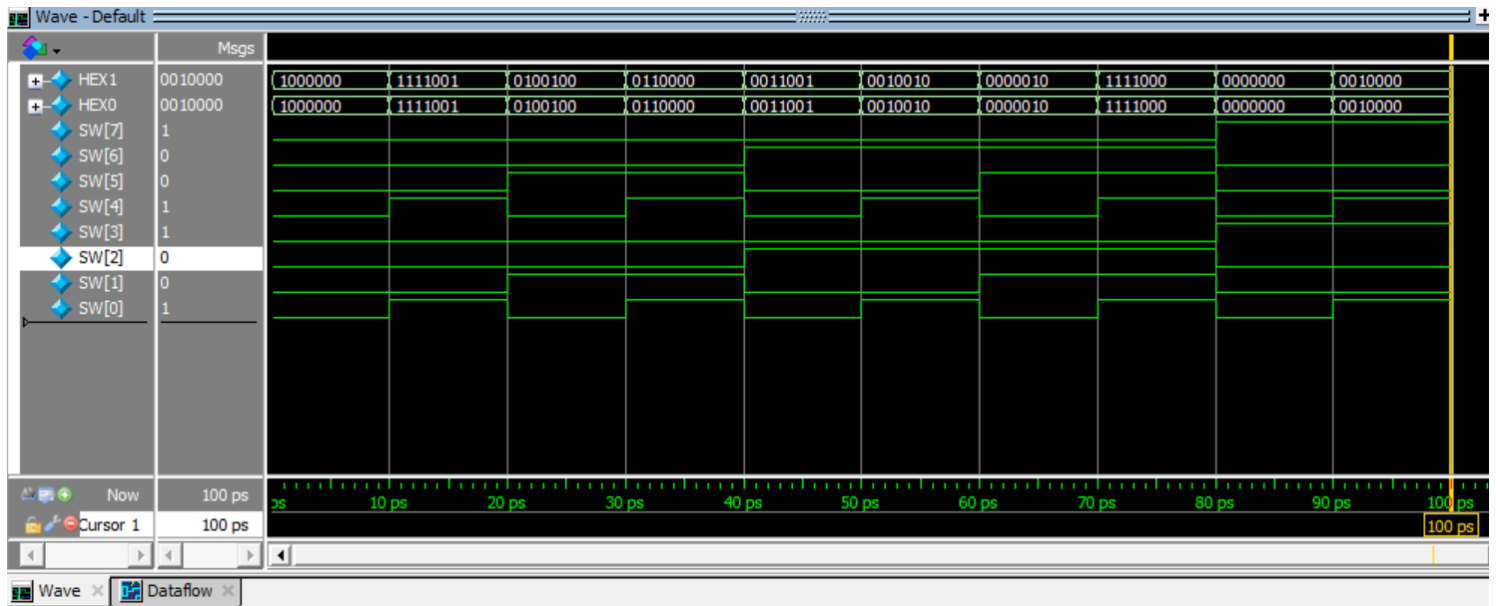 Wave - Default
Msgs
HEX1 0010000 1000000 1111001 0100100 0110000 0011001 0010010 0000010 1111000 0000000 0010000
HEX0 0010000 1000000 1111001 0100100 0110000 0011001 0010010 0000010 1111000 0000000 0010000
SW[7] 1
SW[6] 0
SW[5] 0
SW[4] 1
SW[3] 1
SW[2] 0
SW[1] 0
SW[0] 1
Now 100 ps ps 10 ps 20 ps 30 ps 40 ps 50 ps 60 ps 70 ps 80 ps 90 ps 100 ps
Cursor 1 100 ps 100 ps
Wave Dataflow